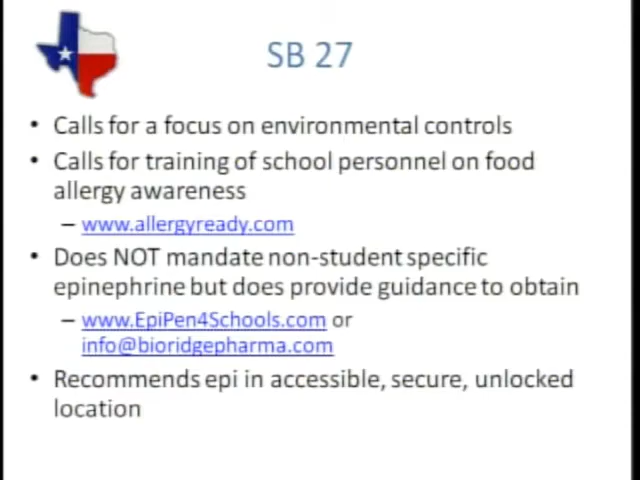 SB 27
• Calls for a focus on environmental controls
• Calls for training of school personnel on food
allergy awareness
– www.allergyready.com
• Does NOT mandate non-student specific
epinephrine but does provide guidance to obtain
– www.EpiPen4Schools.com or
info@bioridgepharma.com
• Recommends epi in accessible, secure, unlocked
location